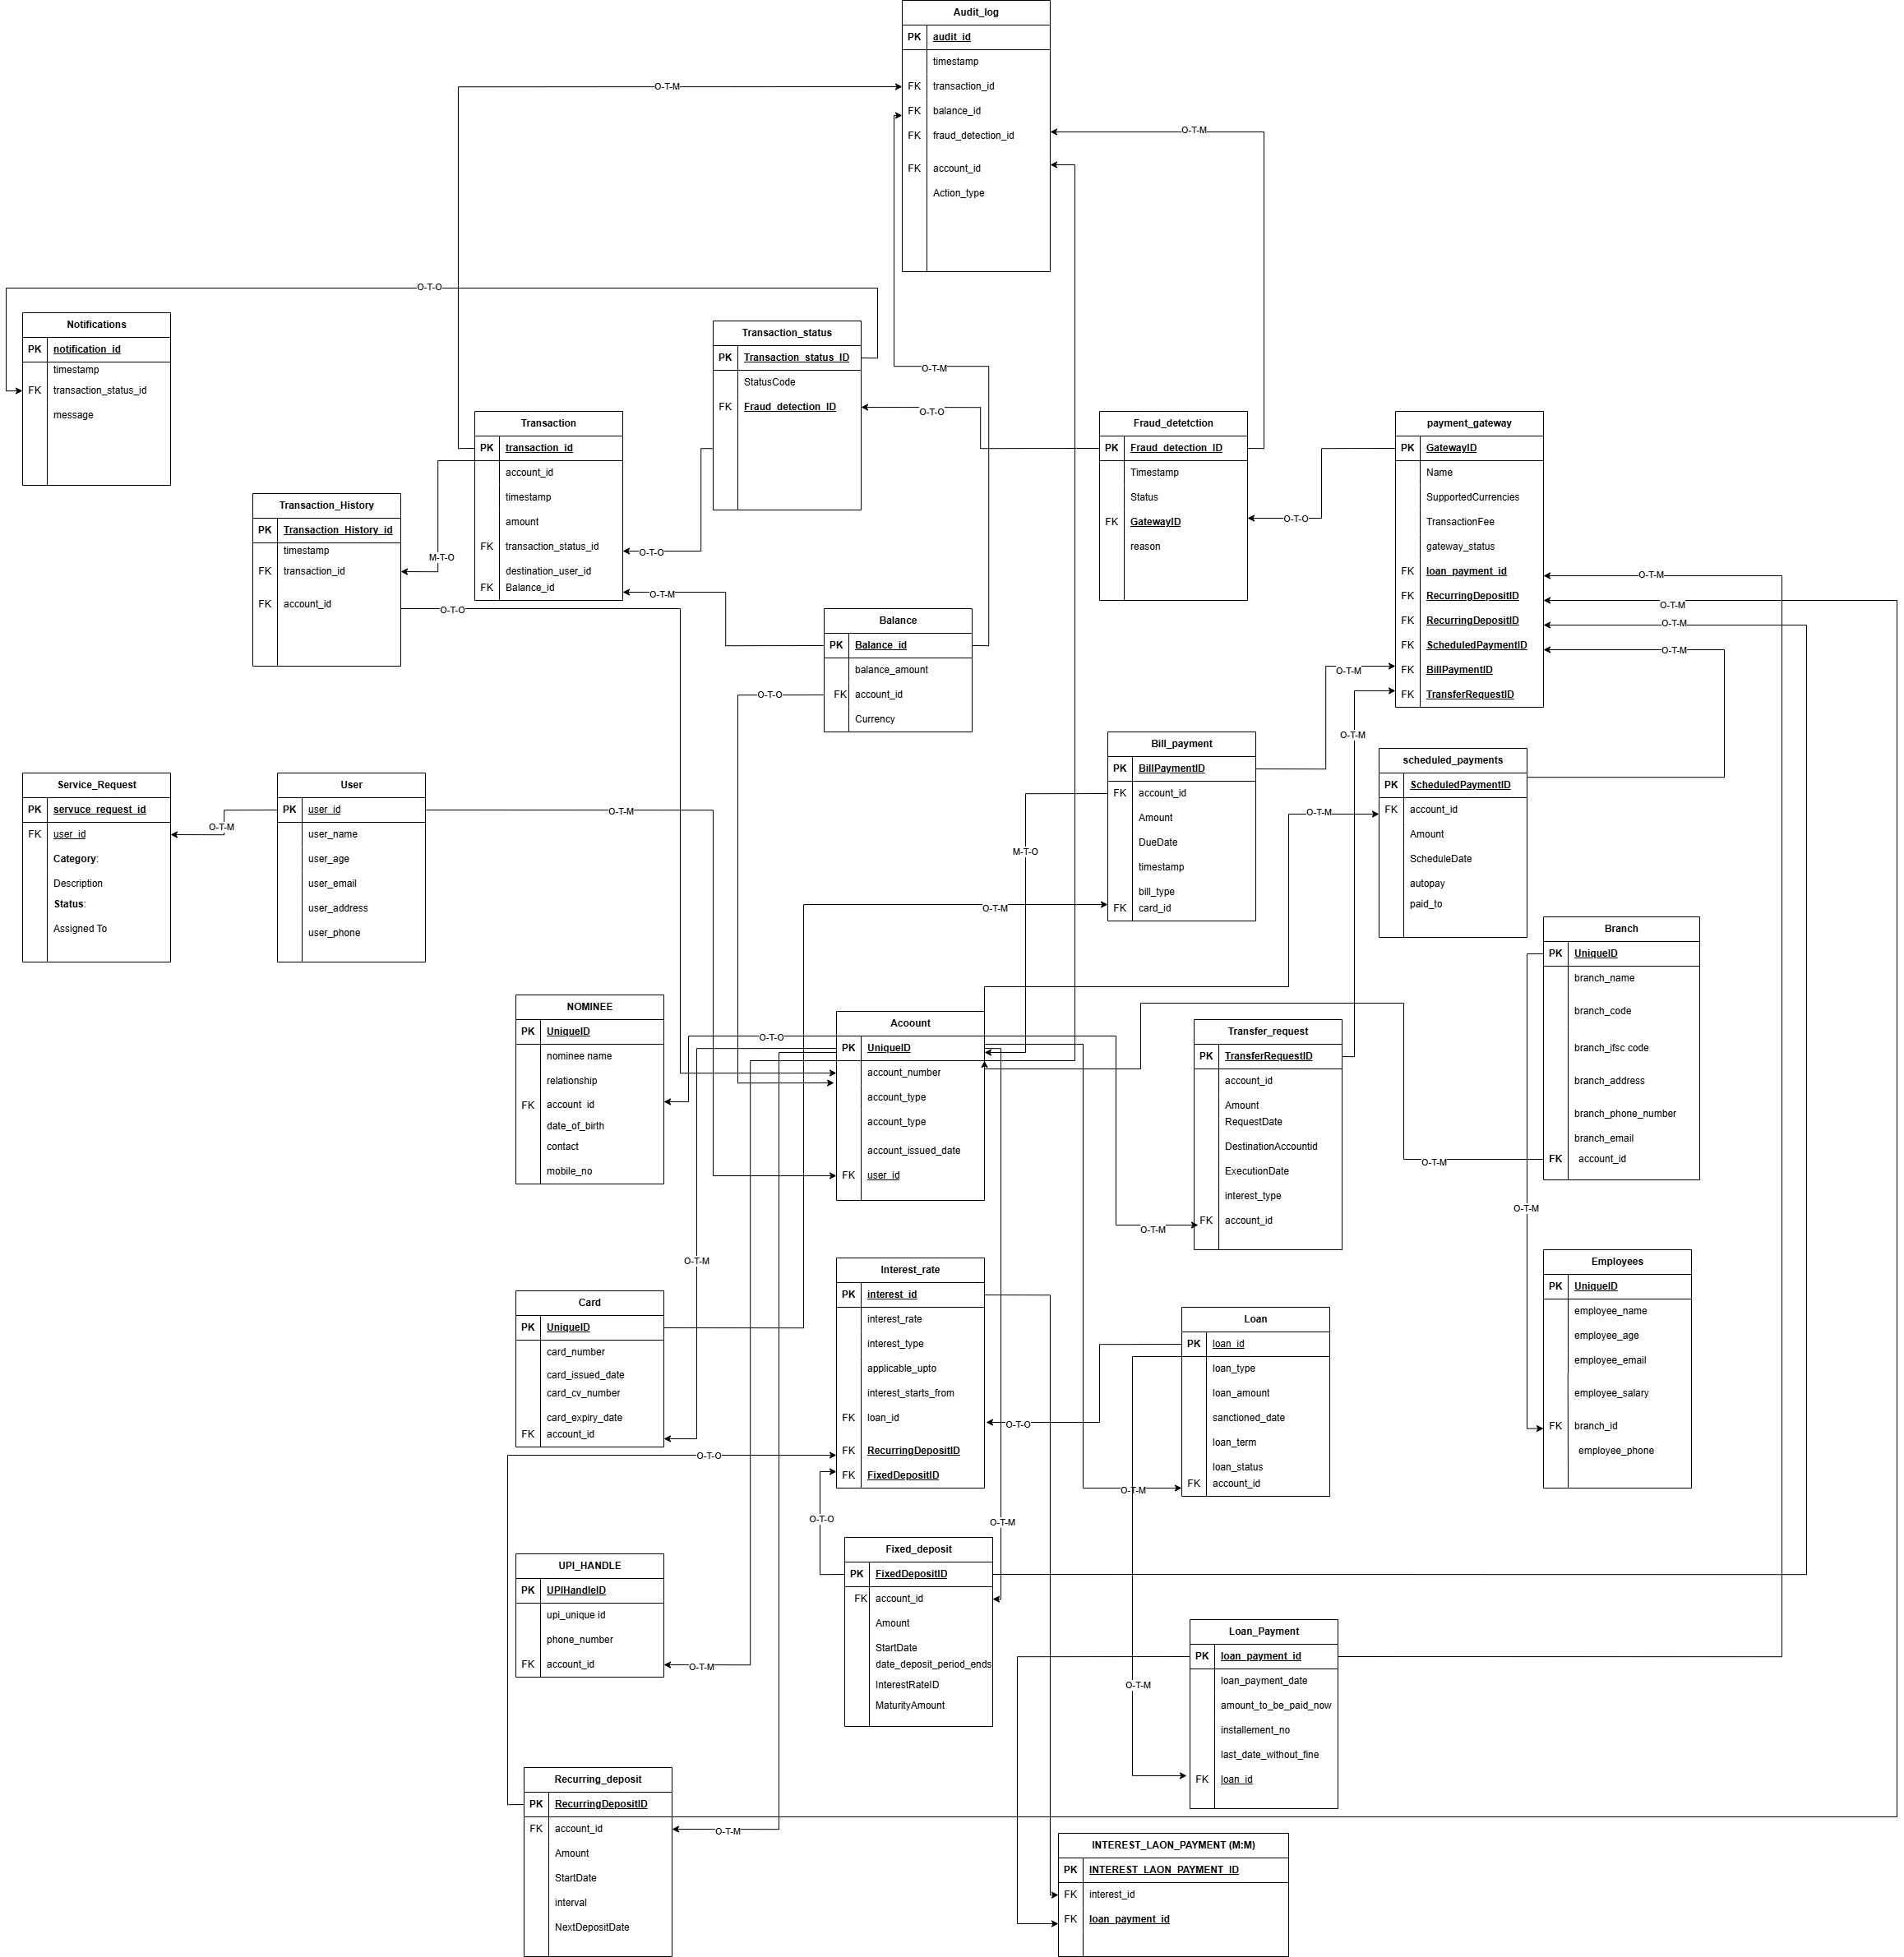 Audit_log
PK audit_id
timestamp
FK transaction_id
FK balance_id
FK fraud_detection_id
FK account_id
Action_type
O-T-M
O-T-M
O-T-O
Notifications
PK notification_id
timestamp
FK transaction_status_id
message
Transaction_status
PK Transaction_status_ID
StatusCode
FK Fraud_detection_ID
O-T-M
O-T-O
Transaction
PK transaction_id
account_id
timestamp
amount
FK transaction_status_id
destination_user_id
FK Balance_id
Fraud_detetction
PK Fraud_detection_ID
Timestamp
Status
FK GatewayID
reason
payment_gateway
PK GatewayID
Name
SupportedCurrencies
TransactionFee
gateway_status
FK loan_payment_id
FK RecurringDepositID
FK RecurringDepositID
FK ScheduledPaymentID
FK BillPaymentID
FK TransferRequestID
Transaction_History
PK Transaction_History_id
timestamp
FK transaction_id
FK account_id
M-T-O
O-T-O
O-T-O
O-T-M
O-T-O
O-T-M
O-T-M
O-T-M
O-T-M
Balance
PK Balance_id
balance_amount
FK account_id
Currency
O-T-O
O-T-M
O-T-M
Bill_payment
PK BillPaymentID
FK account_id
Amount
DueDate
timestamp
bill_type
FK card_id
scheduled_payments
PK ScheduledPaymentID
FK account_id
Amount
ScheduleDate
autopay
paid_to
Service_Request
PK servuce_request_id
FK user_id
Category:
Description
Status:
Assigned To
User
PK user_id
user_name
user_age
user_email
user_address
user_phone
O-T-M
O-T-M
O-T-M
M-T-O
O-T-M
Branch
PK UniqueID
branch_name
branch_code
branch_ifsc code
branch_address
branch_phone_number
branch_email
FK account_id
NOMINEE
PK UniqueID
nominee name
relationship
FK account id
date_of_birth
contact
mobile_no
O-T-O
Acoount
PK UniqueID
account_number
account_type
account_type
account_issued_date
FK user_id
Transfer_request
PK TransferRequestID
account_id
Amount
RequestDate
DestinationAccountid
ExecutionDate
interest_type
FK account_id
O-T-M
O-T-M
O-T-M
O-T-M
Employees
PK UniqueID
employee_name
employee_age
employee_email
employee_salary
FK branch_id
employee_phone
Interest_rate
PK interest_id
interest_rate
interest_type
applicable_upto
interest_starts_from
FK loan_id
FK RecurringDepositID
FK FixedDepositID
Card
PK UniqueID
card_number
card_issued_date
card_cv_number
card_expiry_date
FK account_id
Loan
PK loan_id
loan_type
loan_amount
sanctioned_date
loan_term
loan_status
FK account_id
O-T-O
O-T-O
O-T-M
O-T-O
O-T-M
Fixed_deposit
PK FixedDepositID
FK account_id
Amount
StartDate
date_deposit_period_ends
InterestRateID
MaturityAmount
UPI_HANDLE
PK UPIHandleID
upi_unique id
phone_number
FK account_id
O-T-M
O-T-M
Loan_Payment
PK loan_payment_id
loan_payment_date
amount_to_be_paid_now
installement_no
last_date_without_fine
FK loan_id
Recurring_deposit
PK RecurringDepositID
FK account_id
Amount
StartDate
interval
NextDepositDate
O-T-M
INTEREST_LAON_PAYMENT (M:M)
PK INTEREST_LAON_PAYMENT_ID
FK interest_id
FK loan_payment_id